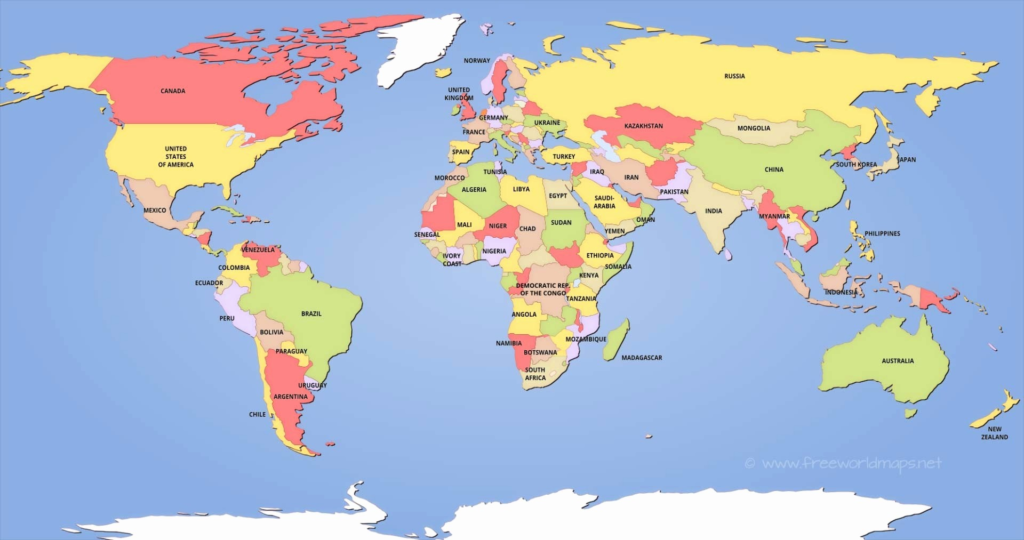 CANADA
UNITED
STATES
OF AMERICA
MEXICO
VENEZUELA
COLOMBIA
ECUADOR
PERU
BRAZIL
BOLIVIA
PARAGUAY
URUGUAY
ARGENTINA
CHILE
NORWAY
UNITED
KINGDOM
GERMANY
FRANCE
SPAIN
UKRAINE
TURKEY
RUSSIA
KAZAKHSTAN
MONGOLIA
CHINA
SOUTH KOREA
JAPAN
IRAQ
IRAN
PAKISTAN
INDIA
MYANMAR
PHILIPPINES
INDONESIA
SAUDI-
ARABIA
OMAN
YEMEN
MOROCCO
TUNISIA
ALGERIA
LIBYA
EGYPT
MALI
NIGER
CHAD
SUDAN
SENEGAL
IVORY
COAST
NIGERIA
ETHIOPIA
SOMALIA
KENYA
DEMOCRATIC REP.
OF THE CONGO
TANZANIA
ANGOLA
MOZAMBIQUE
NAMIBIA
BOTSWANA
SOUTH
AFRICA
MADAGASCAR
AUSTRALIA
NEW
ZEALAND
© www.freeworldmaps.net